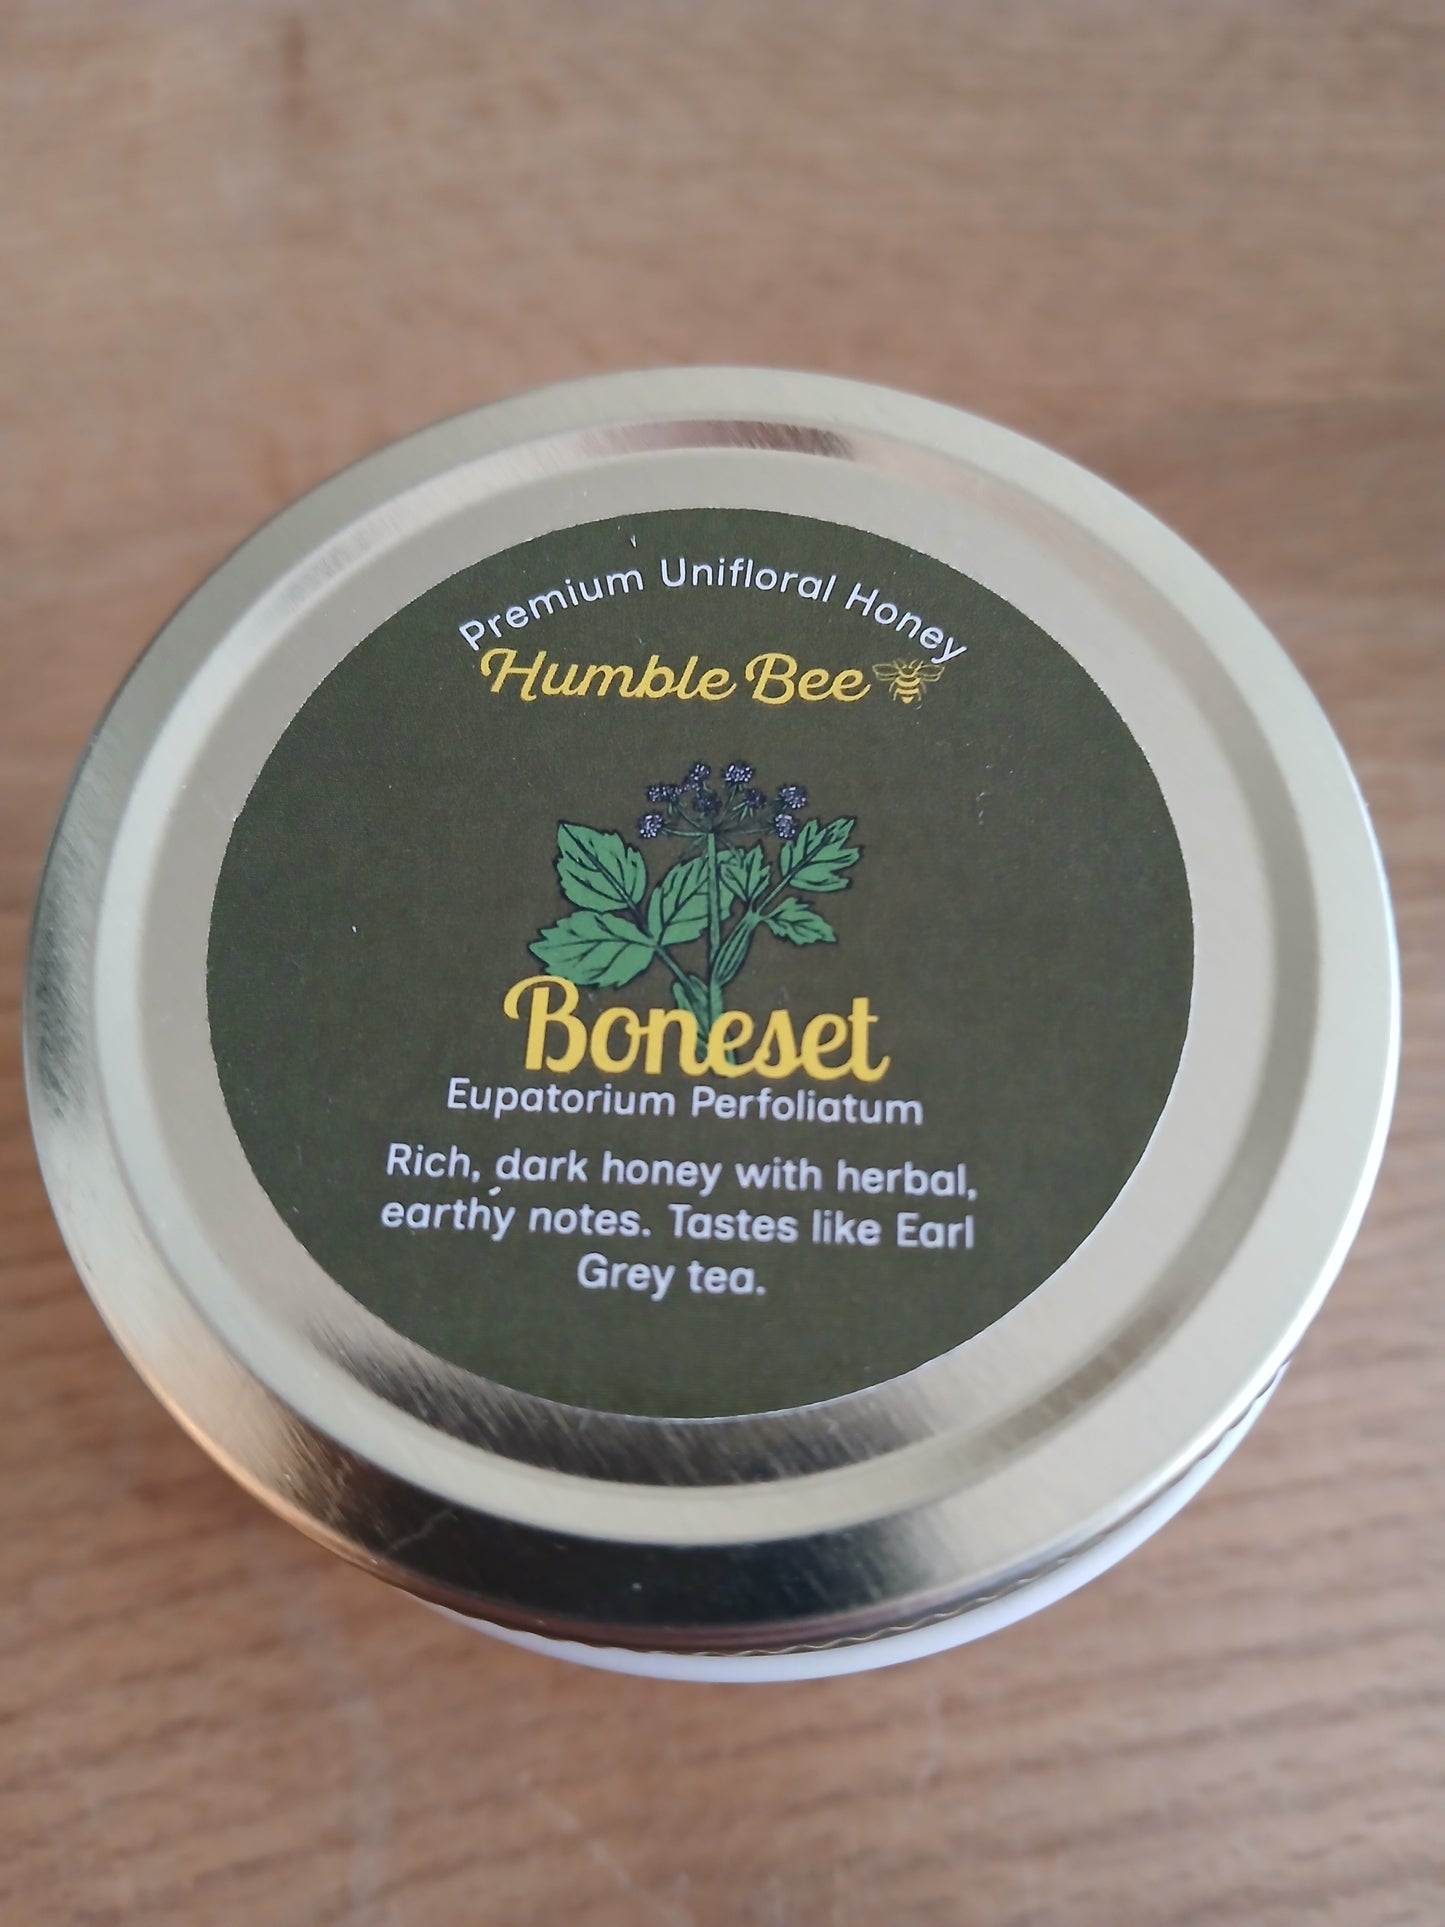 Premium Unifloral Honey
Humble Bee
Boneset
Eupatorium Perfoliatum
Rich, dark honey with herbal,
earthy notes. Tastes like Earl
Grey tea.